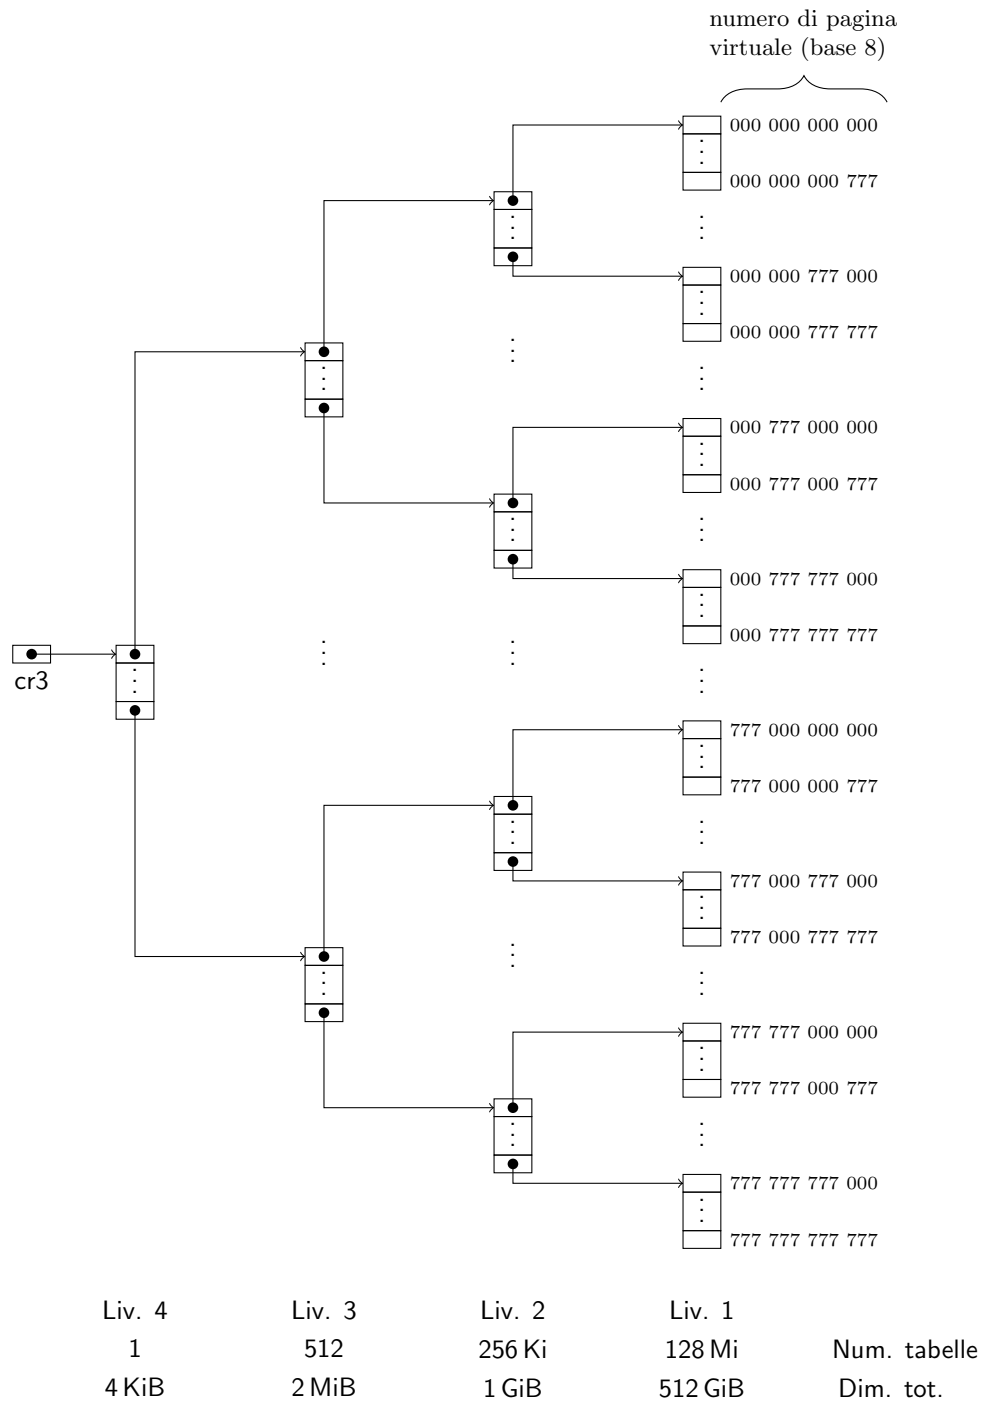 numero di pagina
virtuale (base 8)
000 000 000 000
000 000 000 777
000 000 777 000
000 000 777 777
000 777 000 000
000 777 000 777
000 777 777 000
000 777 777 777
cr3
777 000 000 000
777 000 000 777
777 000 777 000
777 000 777 777
777 777 000 000
777 777 000 777
777 777 777 000
777 777 777 777
Liv. 4 Liv. 3 Liv. 2 Liv. 1
1 512 256 Ki 128 Mi Num. tabelle
4 KiB 2 MiB 1 GiB 512 GiB Dim. tot.